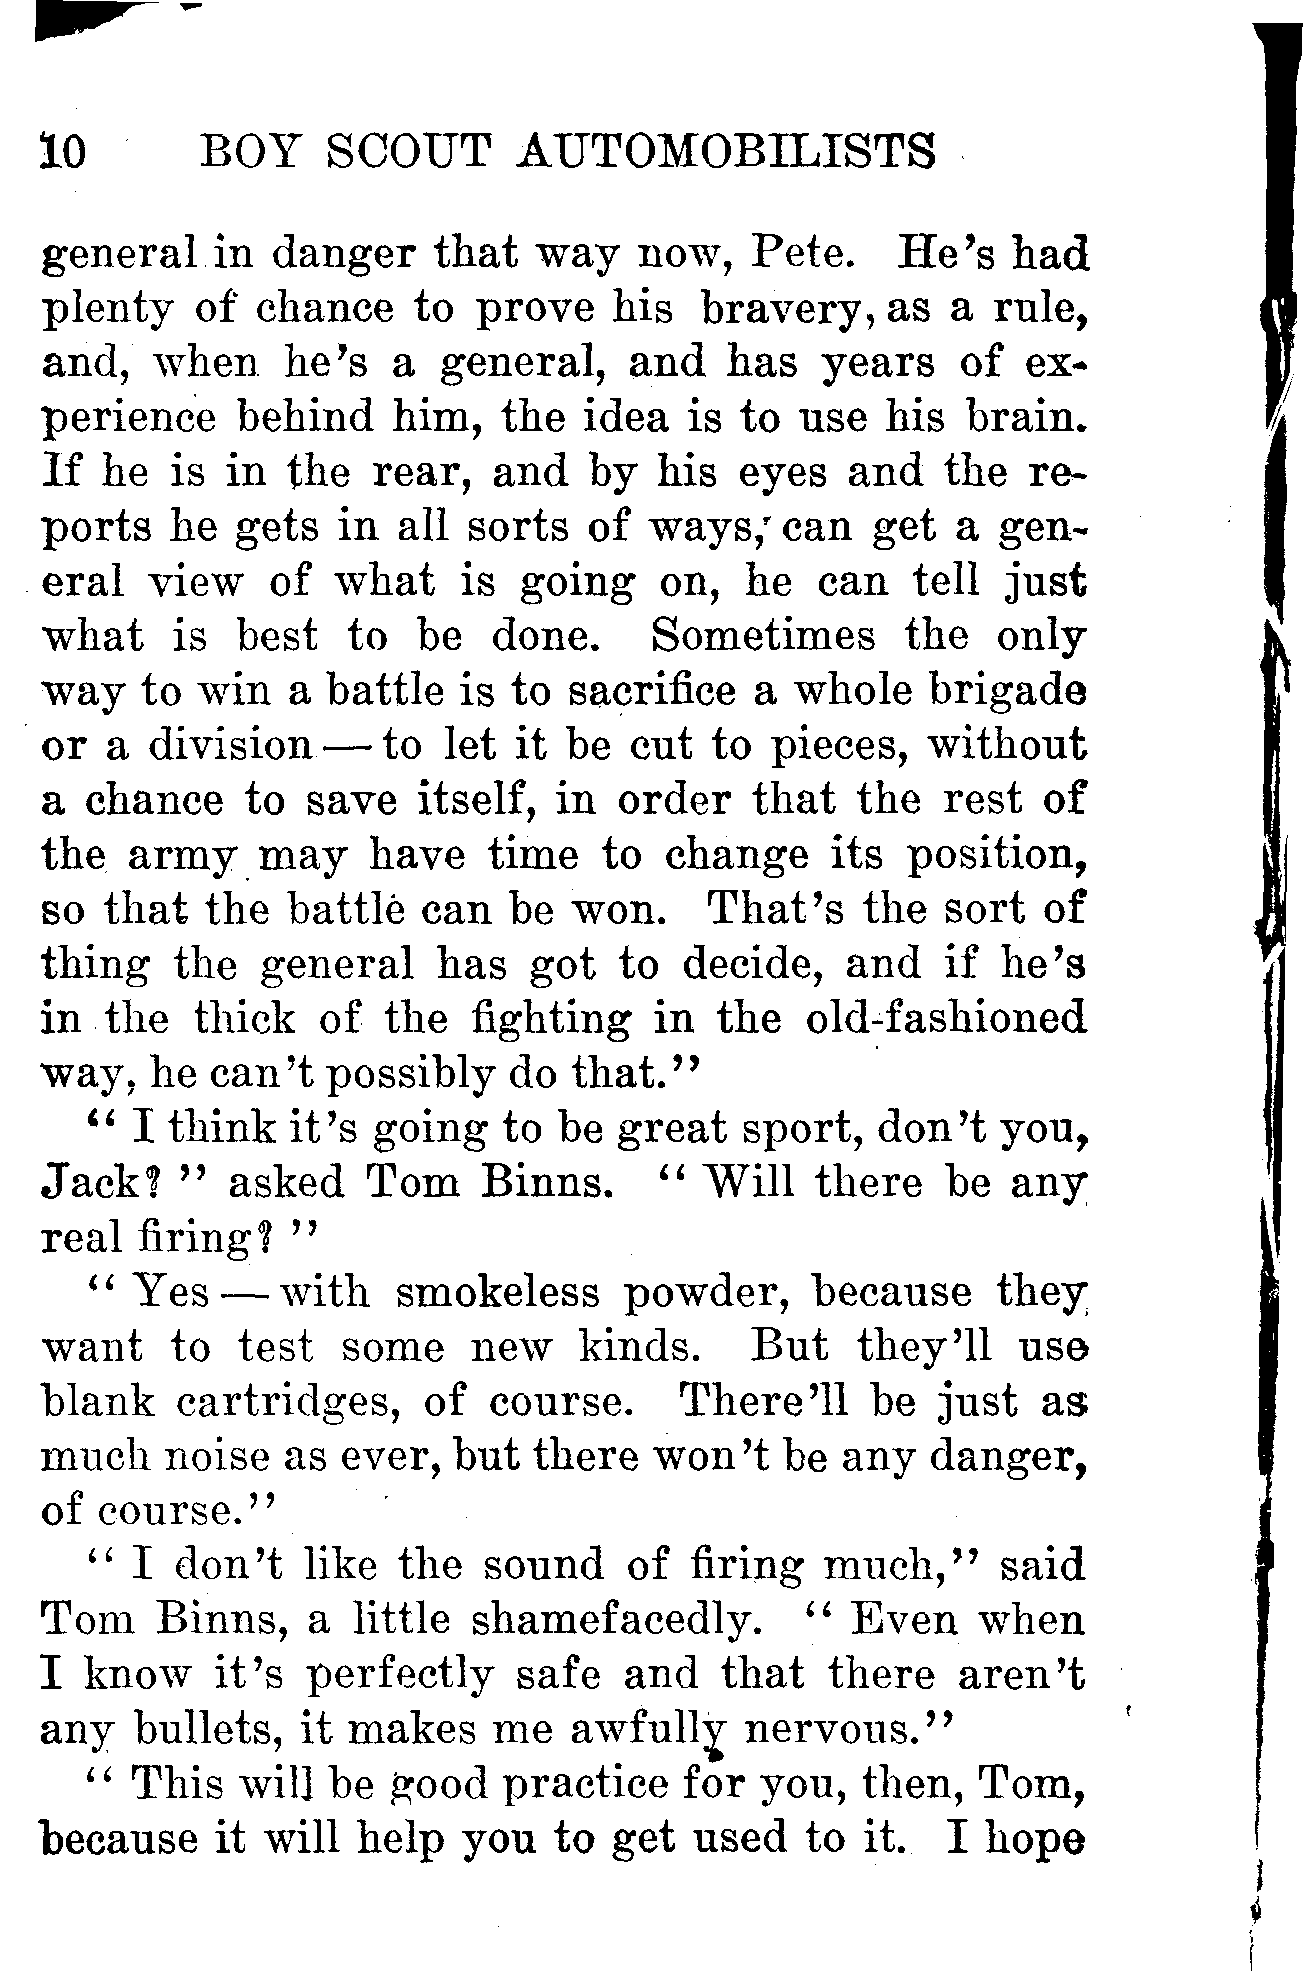 10 BOY SCOUT AUTOMOBILISTS
general in danger that way now, Pete. He's had
plenty of chance to prove his bravery, as a rule,
and, when he's a general, and has years of ex-
perience behind him, the idea is to use his brain.
If he is in the rear, and by his eyes and the re-
ports he gets in all sorts of ways, can get a gen-
eral view of what is going on, he can tell just
what is best to be done. Sometimes the only
way to win a battle is to sacrifice a whole brigade
or a division — to let it be cut to pieces, without
a chance to save itself, in order that the rest of
the army may have time to change its position,
so that the battle can be won. That's the sort of
thing the general has got to decide, and if he's
in the thick of the fighting in the old-fashioned
way, he can't possibly do that."
" I think it's going to be great sport, don't you,
Jack? " asked Tom Binns. " Will there be any
real firing? "
" Yes — with smokeless powder, because they
want to test some new kinds. But they'll use
blank cartridges, of course. There'll be just as
much noise as ever, but there won't be any danger,
of course."
" I don't like the sound of firing much," said
Tom Binns, a little shamefacedly. " Even when
I know it's perfectly safe and that there aren't
any bullets, it makes me awfully nervous."
" This will be good practice for you, then, Tom,
because it will help you to get used to it. I hope